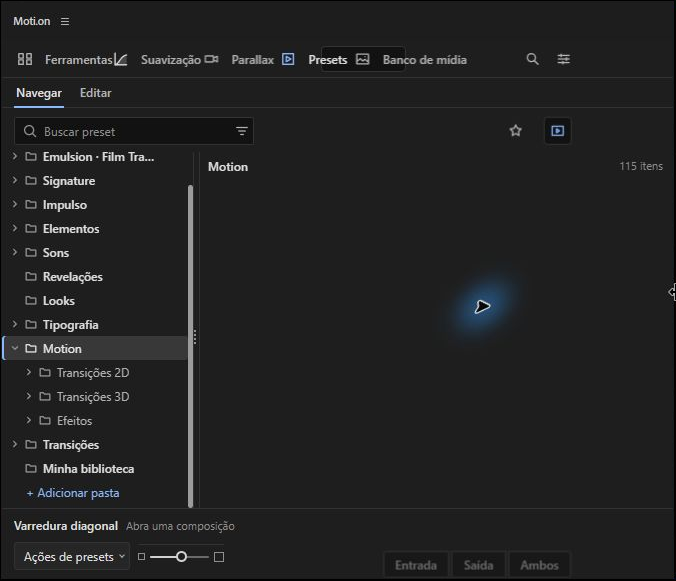 Moti.on
Ferramentas Suavização Parallax Presets Banco de mídia
Navegar Editar
Buscar preset
Emulsion · Film Tra...
Motion 115 itens
Signature
Impulso
Elementos
Sons
Revelações
Looks
Tipografia
Motion
Transições 2D
Transições 3D
Efeitos
Transições
Minha biblioteca
+ Adicionar pasta
Varredura diagonal Abra uma composição
Ações de presets
Entrada Saída Ambos